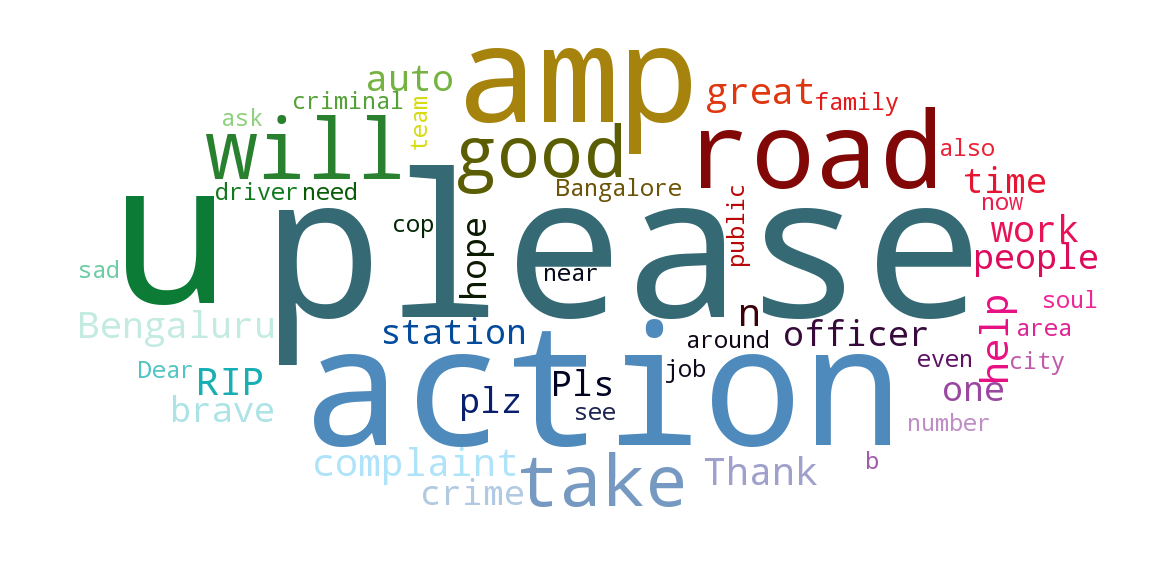 amp
auto
great
criminal
family
team
ask
will
good
road
also
driver
need
Bangalore
time
public
now
u
please
cop
hope
work
people
near
sad
Bengaluru
station
n
around
officer
soul
area
help
action
Dear
RIP
brave
plz
Pls
see
job
even
city
one
number
complaint
crime
take
Thank
b